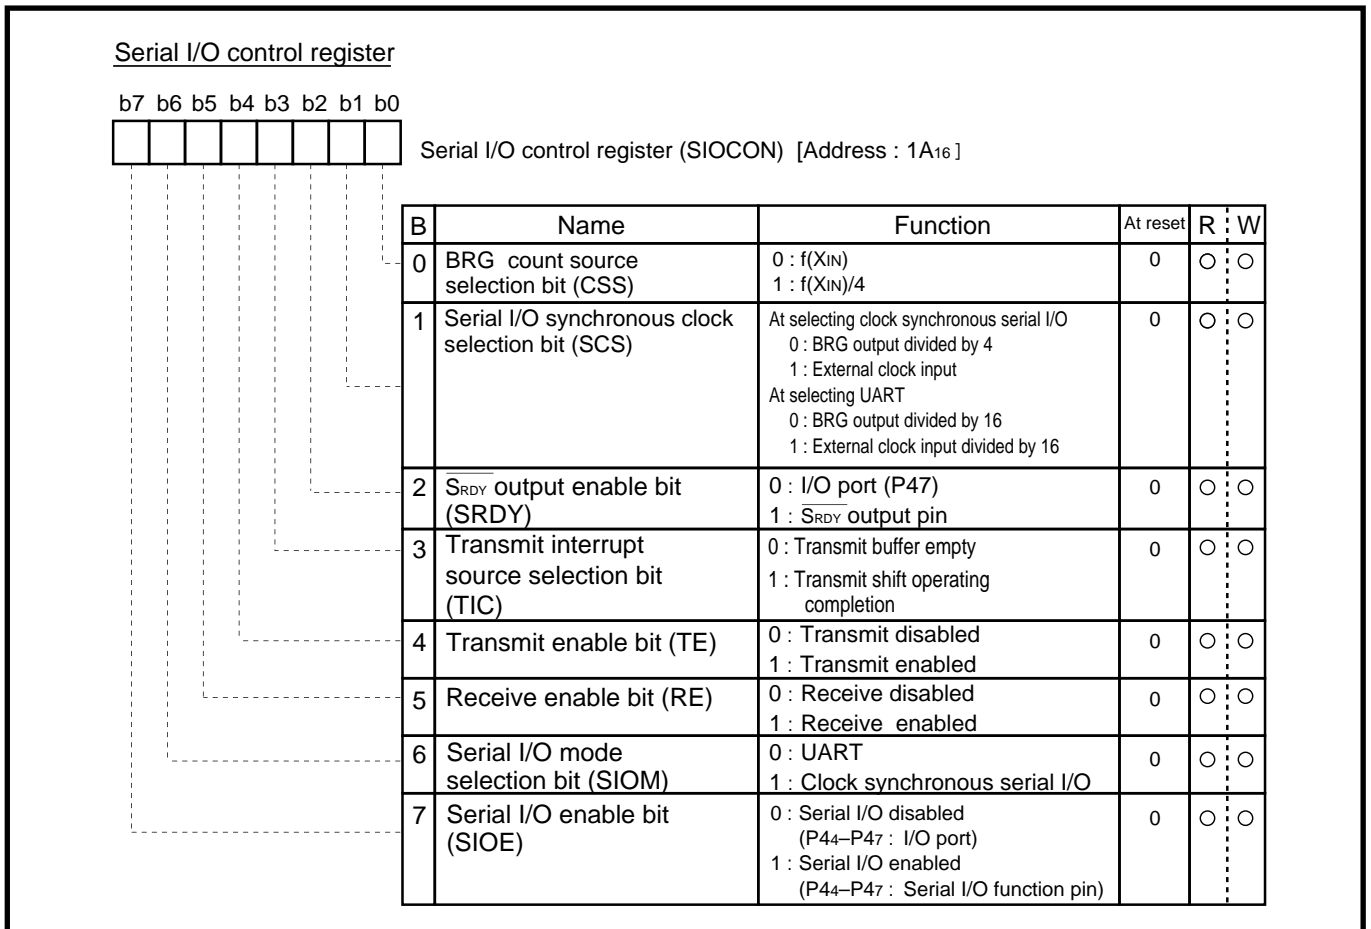 Serial I/O control register
b7 b6 b5 b4 b3 b2 b1 b0
Serial I/O control register (SIOCON) [Address : 1A16 ]
B Name Function At reset R W
0 BRG count source selection bit (CSS) 0 : f(XIN) 0 ○ ○
1 : f(XIN)/4
1 Serial I/O synchronous clock selection bit (SCS) At selecting clock synchronous serial I/O 0 ○ ○
0 : BRG output divided by 4
1 : External clock input
At selecting UART
0 : BRG output divided by 16
1 : External clock input divided by 16
2 SRDY output enable bit (SRDY) 0 : I/O port (P47) 0 ○ ○
1 : SRDY output pin
3 Transmit interrupt source selection bit (TIC) 0 : Transmit buffer empty 0 ○ ○
1 : Transmit shift operating
completion
4 Transmit enable bit (TE) 0 : Transmit disabled 0 ○ ○
1 : Transmit enabled
5 Receive enable bit (RE) 0 : Receive disabled 0 ○ ○
1 : Receive enabled
6 Serial I/O mode selection bit (SIOM) 0 : UART 0 ○ ○
1 : Clock synchronous serial I/O
7 Serial I/O enable bit (SIOE) 0 : Serial I/O disabled 0 ○ ○
(P44–P47 : I/O port)
1 : Serial I/O enabled
(P44–P47 : Serial I/O function pin)